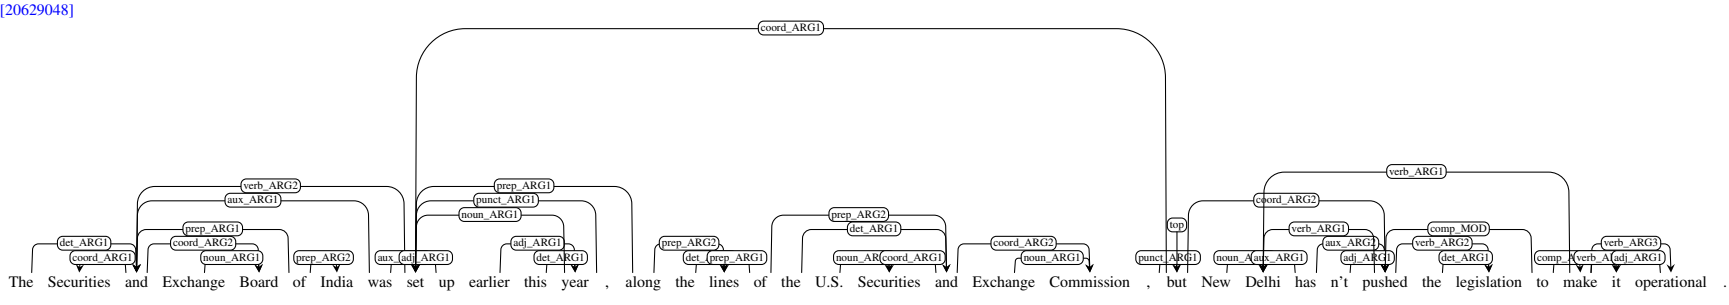 [20629048]
coord_ARG1
verb_ARG1
verb_ARG2 prep_ARG1
aux_ARG1 punct_ARG1 coord_ARG2
noun_ARG1 prep_ARG2
top
prep_ARG1 det_ARG1 verb_ARG1 comp_MOD
det_ARG1 coord_ARG2 adj_ARG1 prep_ARG2 coord_ARG2 aux_ARG2 verb_ARG2 verb_ARG3
coord_ARG1 noun_ARG1 prep_ARG2 adj_ARG1 det_ARG1 prep_ARG1 coord_ARG1 noun_ARG1 punct_ARG1 aux_ARG1 adj_ARG1 det_ARG1 adj_ARG1
The Securities and Exchange Board of India was set up earlier this year , along the lines of the U.S. Securities and Exchange Commission , but New Delhi has n't pushed the legislation to make it operational .